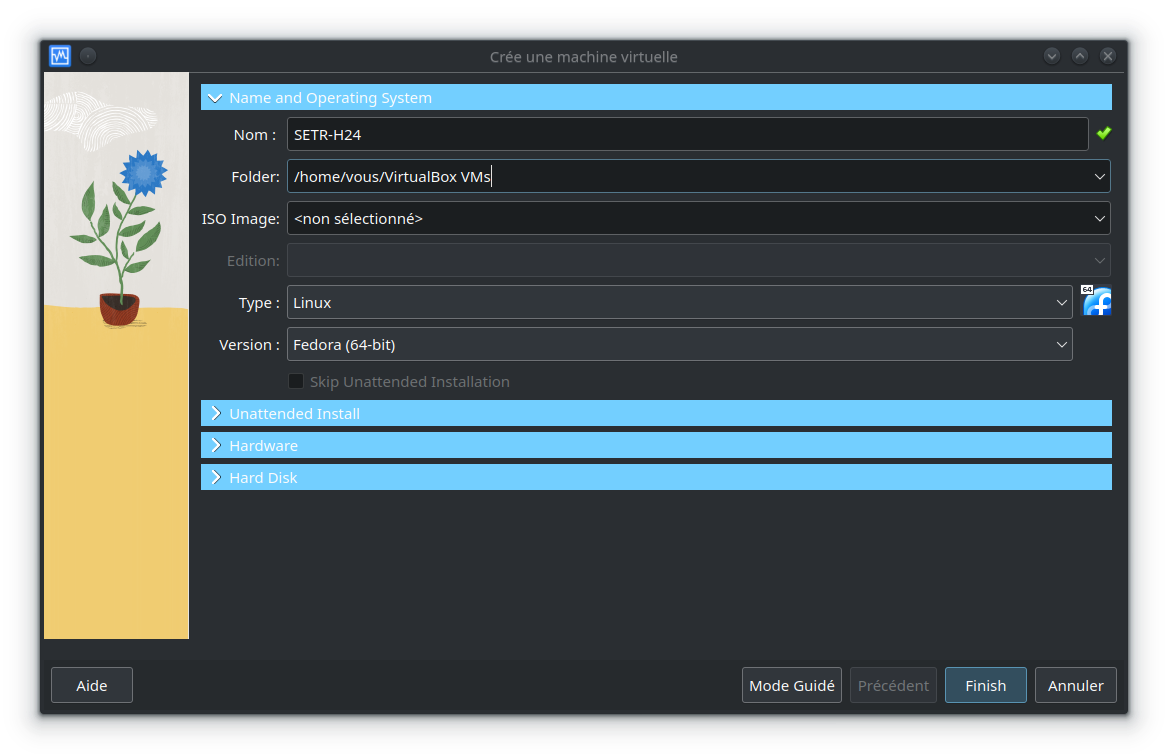 Crée une machine virtuelle
Name and Operating System
Nom : SETR-H24
Folder: /home/vous/VirtualBox VMs
ISO Image: <non sélectionné>
Edition:
Type : Linux
64
Version : Fedora (64-bit)
Skip Unattended Installation
Unattended Install
Hardware
Hard Disk
Aide Mode Guidé Précédent Finish Annuler